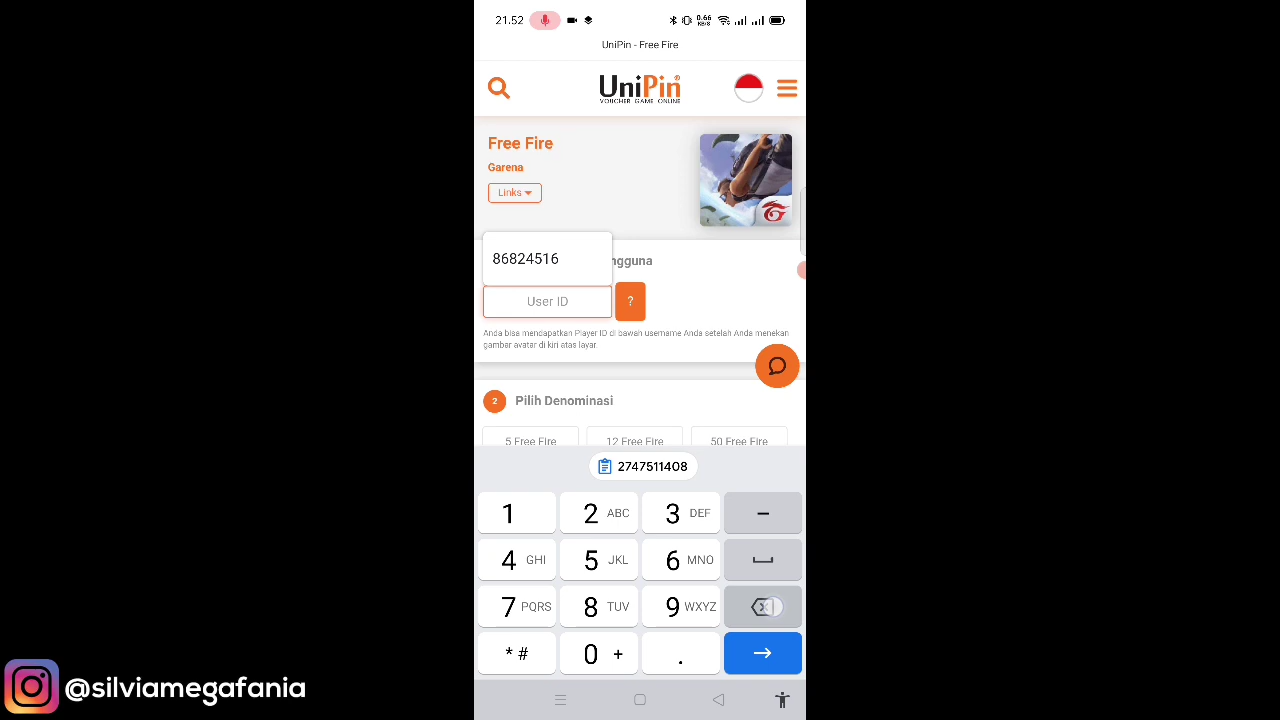 21.52
0.66
KB/S
UniPin - Free Fire
UniPin®
VOUCHER GAME ONLINE
Free Fire
Garena
Links
86824516
ngguna
User ID
?
Anda bisa mendapatkan Player ID di bawah username Anda setelah Anda menekan
gambar avatar di kiri atas layar.
2 Pilih Denominasi
5 Free Fire 12 Free Fire 50 Free Fire
2747511408
1 2 ABC 3 DEF -
4 GHI 5 JKL 6 MNO
7 PQRS 8 TUV 9 WXYZ
* # 0 + .
@silviamegafania